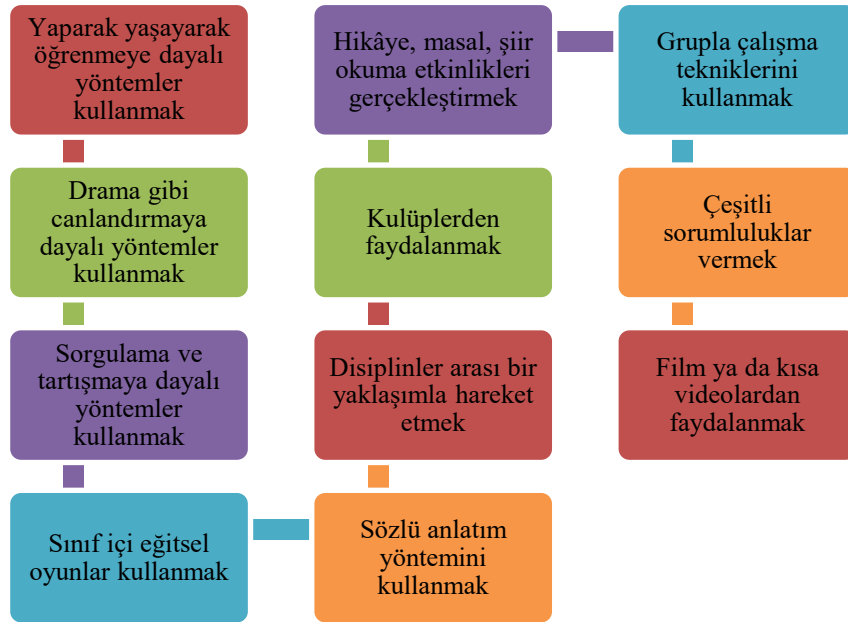 Yaparak yaşayarak
öğrenmeye dayalı
yöntemler
kullanmak
Drama gibi
canlandırmaya
dayalı yöntemler
kullanmak
Sorgulama ve
tartışmaya dayalı
yöntemler
kullanmak
Sınıf içi eğitsel
oyunlar kullanmak
Sözlü anlatım
yöntemini
kullanmak
Disiplinler arası bir
yaklaşımla hareket
etmek
Kulüplerden
faydalanmak
Hikâye, masal, şiir
okuma etkinlikleri
gerçekleştirmek
Grupla çalışma
tekniklerini
kullanmak
Çeşitli
sorumluluklar
vermek
Film ya da kısa
videolardan
faydalanmak